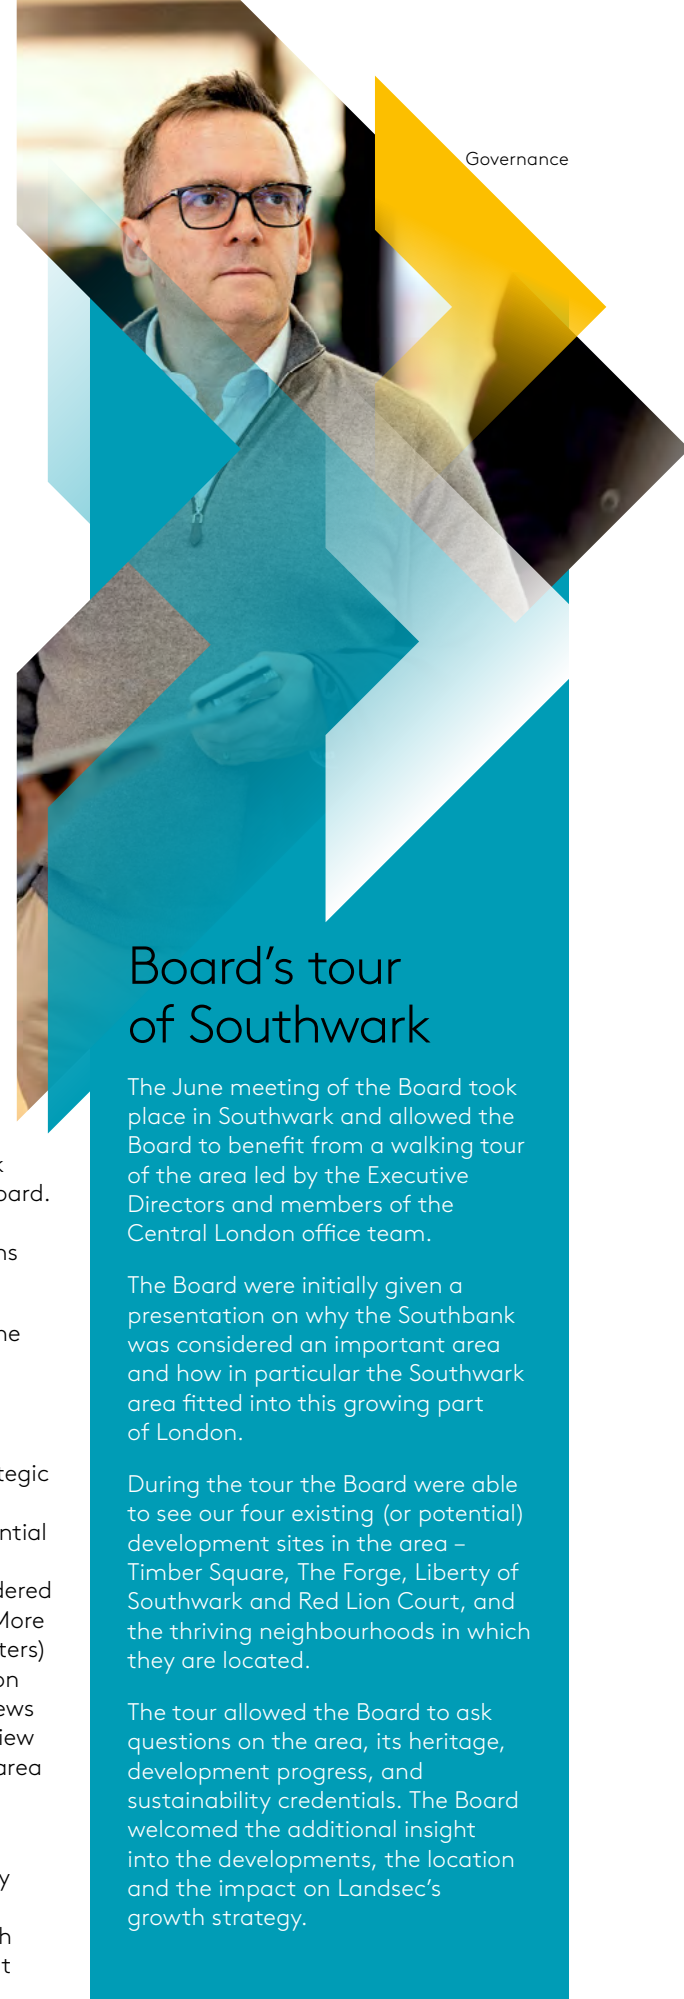 Governance
Board's tour
of Southwark
The June meeting of the Board took
place in Southwark and allowed the
Board to benefit from a walking tour
of the area led by the Executive
Directors and members of the
Central London office team.
The Board were initially given a
presentation on why the Southbank
was considered an important area
and how in particular the Southwark
area fitted into this growing part
of London.
During the tour the Board were able
to see our four existing (or potential)
development sites in the area –
Timber Square, The Forge, Liberty of
Southwark and Red Lion Court, and
the thriving neighbourhoods in which
they are located.
The tour allowed the Board to ask
questions on the area, its heritage,
development progress, and
sustainability credentials. The Board
welcomed the additional insight
into the developments, the location
and the impact on Landsec's
growth strategy.